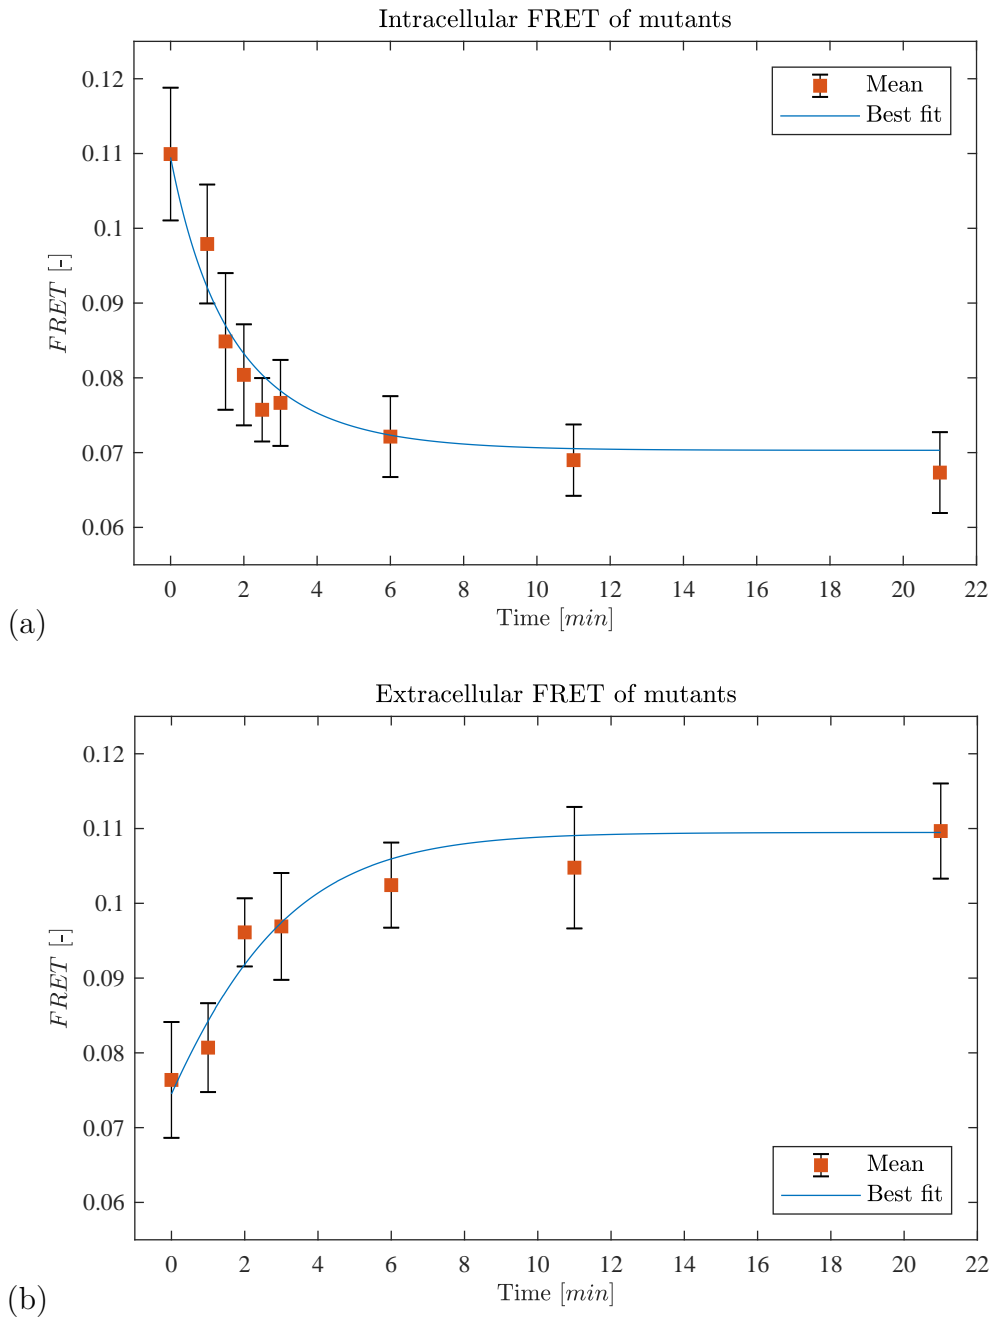 Intracellular FRET of mutants
0.12
0.11
0.1
0.09
0.08
0.07
0.06
FRET [-]
Mean
Best fit
0 2 4 6 8 10 12 14 16 18 20 22
Time [min]
(a)
Extracellular FRET of mutants
0.12
0.11
0.1
0.09
0.08
0.07
0.06
FRET [-]
Mean
Best fit
0 2 4 6 8 10 12 14 16 18 20 22
Time [min]
(b)